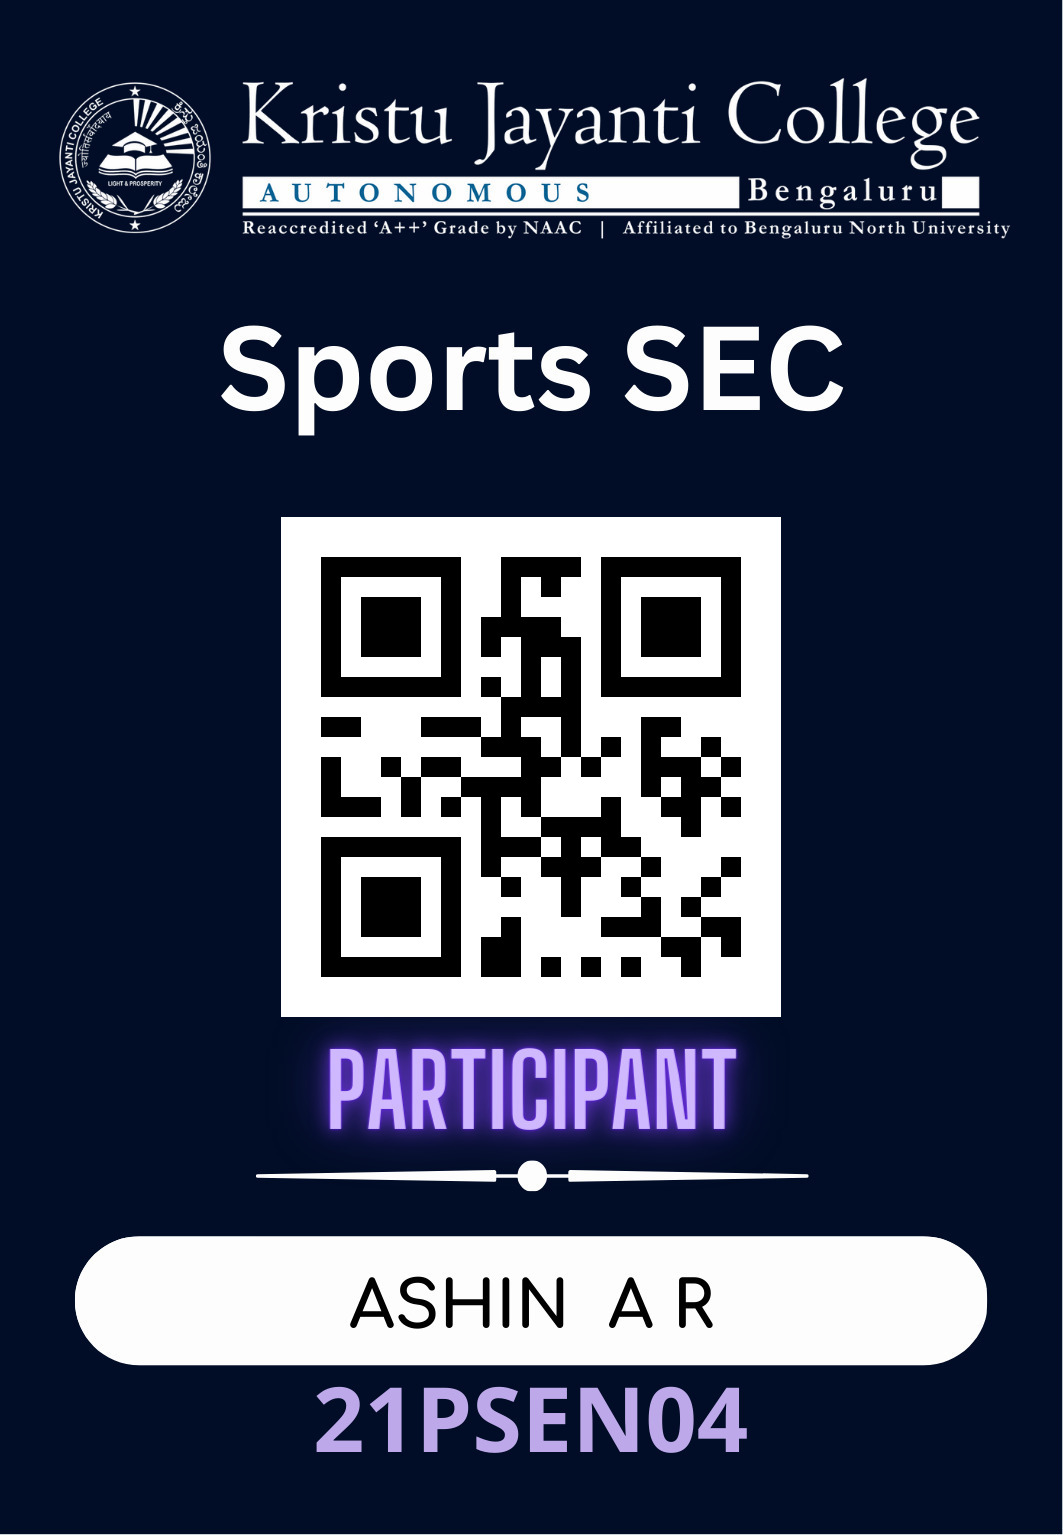 KRISTU JAYANTI COLLEGE
LIGHT & PROSPERITY
Kristu Jayanti College
AUTONOMOUS Bengaluru
Reaccredited ‘A++’ Grade by NAAC | Affiliated to Bengaluru North University
Sports SEC
PARTICIPANT
ASHIN A R
21PSEN04